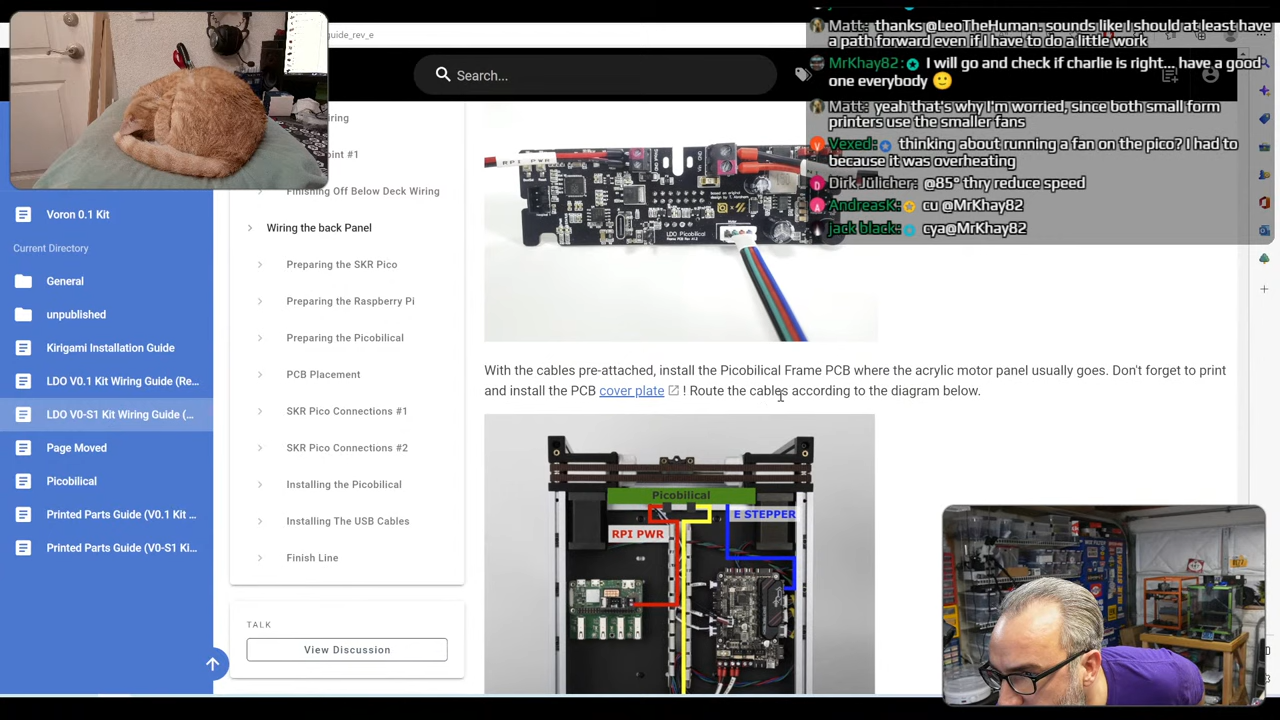 guide_rev_e
Search...
Matt: thanks @LeoTheHuman. sounds like I should at least have
a path forward even if I have to do a little work
MrKhay82: I will go and check if charlie is right... have a good
one everybody 🙂
Matt: yeah that's why I'm worried, since both small form
printers use the smaller fans
Vexed: thinking about running a fan on the pico? I had to
because it was overheating
Dirk Jülicher: @85° thry reduce speed
AndreasK: cu @MrKhay82
Jack black: cya@MrKhay82
Voron 0.1 Kit
Current Directory
General
unpublished
Kirigami Installation Guide
LDO V0.1 Kit Wiring Guide (Re...
LDO V0-S1 Kit Wiring Guide (...
Page Moved
Picobilical
Printed Parts Guide (V0.1 Kit ...
Printed Parts Guide (V0-S1 Ki...
iring
oint #1
Finishing Off Below Deck Wiring
Wiring the back Panel
Preparing the SKR Pico
Preparing the Raspberry Pi
Preparing the Picobilical
PCB Placement
SKR Pico Connections #1
SKR Pico Connections #2
Installing the Picobilical
Installing The USB Cables
Finish Line
TALK
View Discussion
RPI PWR
LDO Picobilical
With the cables pre-attached, install the Picobilical Frame PCB where the acrylic motor panel usually goes. Don't forget to print
and install the PCB cover plate ! Route the cables according to the diagram below.
Picobilical
E STEPPER
RPI PWR